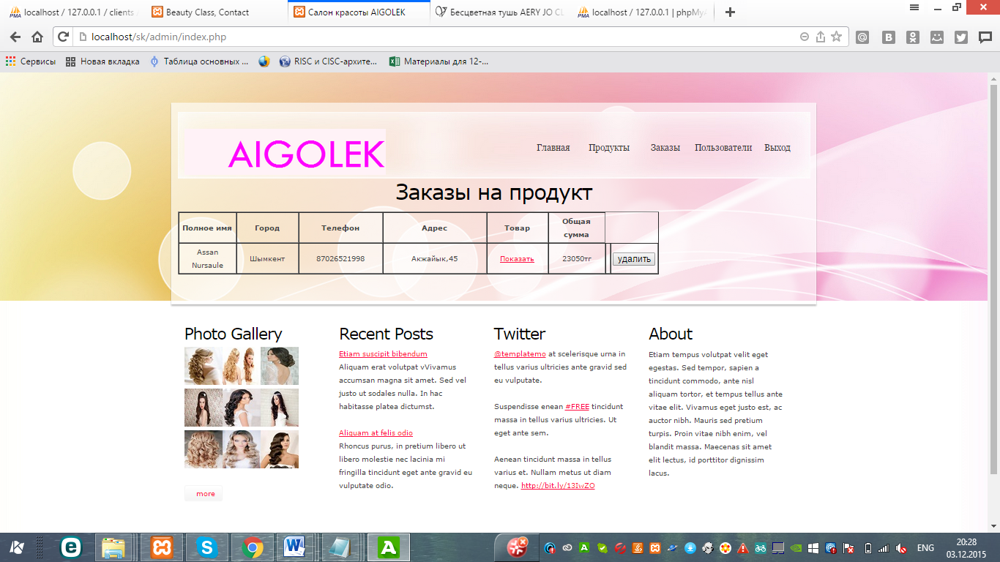 localhost / 127.0.0.1 / clients
Beauty Class, Contact
Салон красоты AIGOLEK
Бесцветная тушь AERY JO CL
localhost / 127.0.0.1 | phpMyA
localhost/sk/admin/index.php
Сервисы
Новая вкладка
Таблица основных ...
RISC и CISC-архите...
Материалы для 12-...
AIGOLEK
Главная Продукты Заказы Пользователи Выход
Заказы на продукт
Полное имя Город Телефон Адрес Товар Общая сумма
Assan Nursaule Шымкент 87026521998 Акжайык,45 Показать 23050тг удалить
Photo Gallery
more
Recent Posts
Etiam suscipit bibendum
Aliquam erat volutpat vVivamus
accumsan magna sit amet. Sed vel
justo ut sodales nulla. In hac
habitasse platea dictumst.
Aliquam at felis odio
Rhoncus purus, in pretium libero ut
libero molestie nec lacinia mi
fringilla tincidunt eget ante gravid eu
vulputate odio.
Twitter
@templatemo at scelerisque urna in
tellus varius ultricies ante gravid sed
eu vulputate.
Suspendisse enean #FREE tincidunt
massa in tellus varius ultricies. Ut
eget ante sem.
Aenean tincidunt massa in tellus
varius et. Nullam metus ut diam
neque. http://bit.ly/13IwZO
About
Etiam tempus volutpat velit eget
egestas. Sed tempor, sapien a
tincidunt commodo, ante nisl
aliquam tortor, et tempus tellus ante
vitae elit. Vivamus eget justo est, ac
auctor nibh. Mauris sed pretium
turpis. Proin vitae nibh enim, vel
blandit massa. Maecenas sit amet
elit lectus, id porttitor dignissim
lacus.
ENG
20:28
03.12.2015